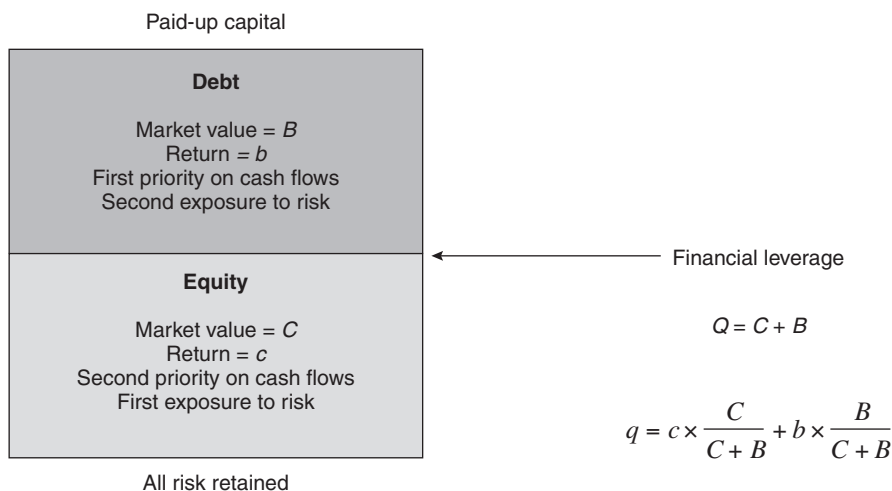 Paid-up capital
Debt
Market value = B
Return = b
First priority on cash flows
Second exposure to risk
Equity
Market value = C
Return = c
Second priority on cash flows
First exposure to risk
All risk retained
Financial leverage
Q = C + B
q = c × C / (C + B) + b × B / (C + B)